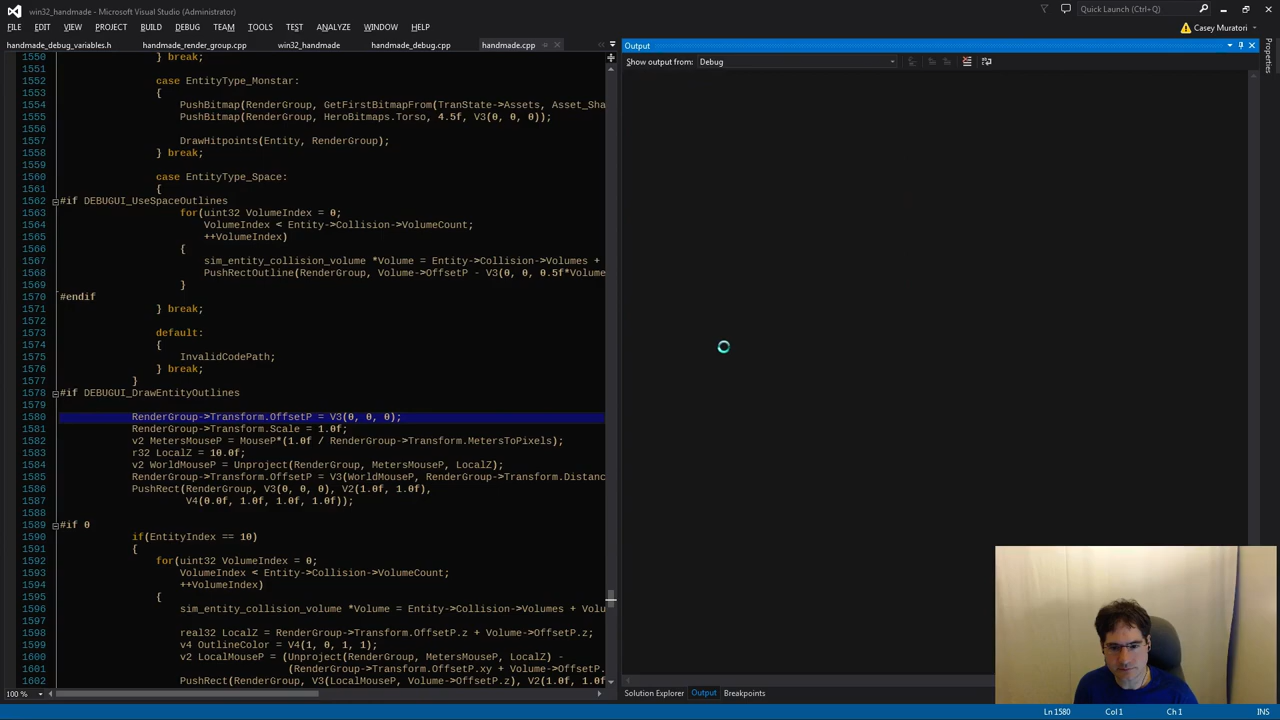 win32_handmade - Microsoft Visual Studio (Administrator)
Quick Launch (Ctrl+Q)
FILE EDIT VIEW PROJECT BUILD DEBUG TEAM TOOLS TEST ANALYZE WINDOW HELP
Casey Muratori
handmade_debug_variables.h handmade_render_group.cpp win32_handmade handmade_debug.cpp handmade.cpp
Output
Show output from: Debug
Properties
1550 } break;
1551
1552 case EntityType_Monstar:
1553 {
1554 PushBitmap(RenderGroup, GetFirstBitmapFrom(TranState->Assets, Asset_Sha
1555 PushBitmap(RenderGroup, HeroBitmaps.Torso, 4.5f, V3(0, 0, 0));
1556
1557 DrawHitpoints(Entity, RenderGroup);
1558 } break;
1559
1560 case EntityType_Space:
1561 {
1562 #if DEBUGUI_UseSpaceOutlines
1563 for(uint32 VolumeIndex = 0;
1564 VolumeIndex < Entity->Collision->VolumeCount;
1565 ++VolumeIndex)
1566 {
1567 sim_entity_collision_volume *Volume = Entity->Collision->Volumes +
1568 PushRectOutline(RenderGroup, Volume->OffsetP - V3(0, 0, 0.5f*Volume
1569 }
1570 #endif
1571 } break;
1572
1573 default:
1574 {
1575 InvalidCodePath;
1576 } break;
1577 }
1578 #if DEBUGUI_DrawEntityOutlines
1579
1580 RenderGroup->Transform.OffsetP = V3(0, 0, 0);
1581 RenderGroup->Transform.Scale = 1.0f;
1582 v2 MetersMouseP = MouseP*(1.0f / RenderGroup->Transform.MetersToPixels);
1583 r32 LocalZ = 10.0f;
1584 v2 WorldMouseP = Unproject(RenderGroup, MetersMouseP, LocalZ);
1585 RenderGroup->Transform.OffsetP = V3(WorldMouseP, RenderGroup->Transform.Distanc
1586 PushRect(RenderGroup, V3(0, 0, 0), V2(1.0f, 1.0f),
1587 V4(0.0f, 1.0f, 1.0f, 1.0f));
1588
1589 #if 0
1590 if(EntityIndex == 10)
1591 {
1592 for(uint32 VolumeIndex = 0;
1593 VolumeIndex < Entity->Collision->VolumeCount;
1594 ++VolumeIndex)
1595 {
1596 sim_entity_collision_volume *Volume = Entity->Collision->Volumes + Volu
1597
1598 real32 LocalZ = RenderGroup->Transform.OffsetP.z + Volume->OffsetP.z;
1599 v4 OutlineColor = V4(1, 0, 1, 1);
1600 v2 LocalMouseP = (Unproject(RenderGroup, MetersMouseP, LocalZ) -
1601 (RenderGroup->Transform.OffsetP.xy + Volume->Offset
1602 PushRect(RenderGroup, V3(LocalMouseP, Volume->OffsetP.z), V2(1.0f, 1.0f
100 %
Solution Explorer Output Breakpoints
Ln 1580 Col 1 Ch 1 INS